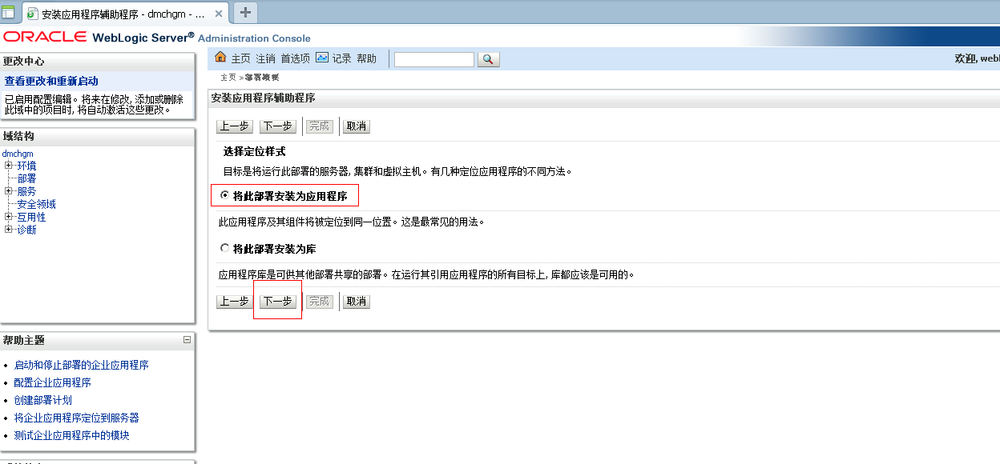 安装应用程序辅助程序 - dmchgm - ...
ORACLE WebLogic Server® Administration Console
更改中心
查看更改和重新启动
已启用配置编辑。将来在修改, 添加或删除
此域中的项目时, 将自动激活这些更改。
域结构
dmchgm
环境
部署
服务
安全领域
互用性
诊断
帮助主题
启动和停止部署的企业应用程序
配置企业应用程序
创建部署计划
将企业应用程序定位到服务器
测试企业应用程序中的模块
主页 注销 首选项 记录 帮助
欢迎, webl
主页 >部署摘要
安装应用程序辅助程序
上一步 下一步 完成 取消
选择定位样式
目标是将运行此部署的服务器, 集群和虚拟主机。有几种定位应用程序的不同方法。
将此部署安装为应用程序
此应用程序及其组件将被定位到同一位置。这是最常见的用法。
将此部署安装为库
应用程序库是可供其他部署共享的部署。在运行其引用应用程序的所有目标上, 库都应该是可用的。
上一步 下一步 完成 取消